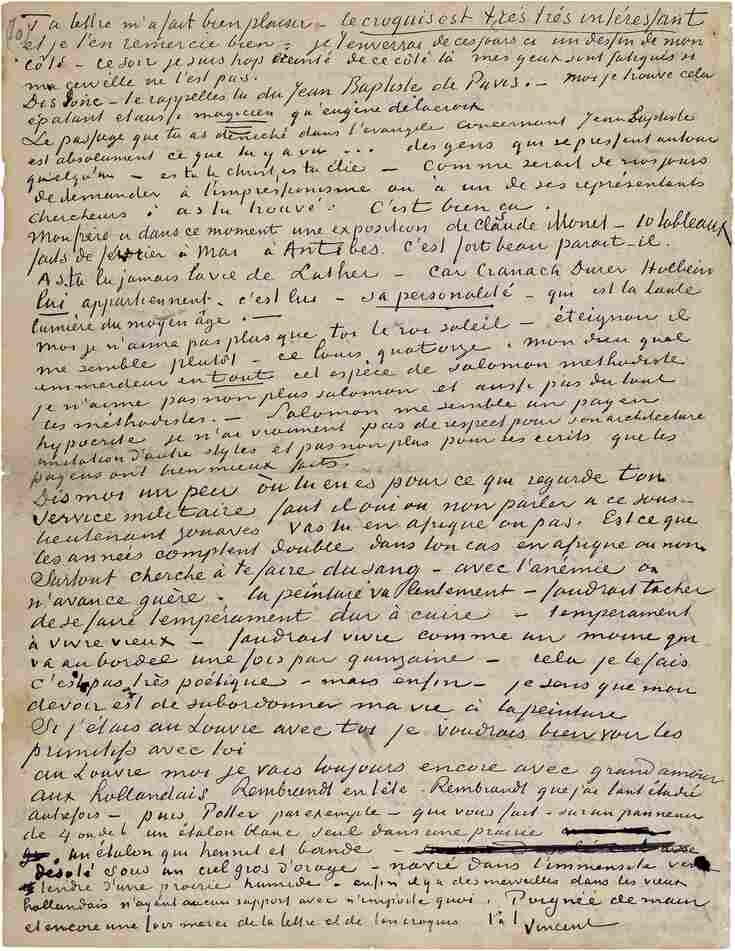 Ta lettre m'a fait bien plaisir – le croquis est très très intéressant
et je t'en remercie bien – je t'enverrai de ces jours ci un dessin de mon
côté – ce soir je suis trop éreinté de ce côté là mes yeux sont fatigués si
ma cervelle ne l'est pas.
Dis donc – te rappelles tu du Jean Baptiste de Puvis. – moi je trouve cela
épatant et aussi magicien qu'eugène delacroix
Le passage que tu as déniché dans l'évangile concernant Jean Baptiste
est absolument ce que tu y as vu ... des gens qui se pressent autour
quelqu'un – es tu le christ, es tu Elie – Comme serait de nos jours
de demander à l'impressionisme ou à un de ses représentants
chercheurs: as tu trouvé. C'est bien ça.
Mon frère a dans ce moment une exposition de Claude Monet – 10 tableaux
faits de février à Mai à Antibes. C'est fort beau parait-il.
As tu lu jamais la vie de Luther – Car Cranach Durer Holbein
lui appartiennent. c'est lui – sa personalité – qui est la haute
lumière du moyen âge. –
Moi je n'aime pas plus que toi le roi soleil – éteignoir il
me semble plutôt – ce Louis quatorze. mon dieu quel
emmerdeur en tout cet espèce de Salomon methodiste
je n'aime pas non plus Salomon et aussi pas du tout
les méthodistes. – Salomon me semble un payen
hypocrite je n'ai vraiment pas de respect pour son architecture
imitation d'autre styles et pas non plus pour les écrits que les
payens ont bien mieux faits.
Dis moi un peu où tu en es pour ce que regarde ton
service militaire faut il oui ou non parler à ce sous-
lieutenant zouaves Vas tu en afrique ou pas. Est ce que
les années comptent double dans ton cas en afrique ou non
Surtout cherche à te faire du sang – avec l'anémie on
n'avance guère – la peinture va lentement – faudrait tacher
de se faire tempérament dur à cuire – temperament
à vivre vieux – faudrait vivre comme un moine qui
va au bordel une fois par quinzaine – cela je le fais
c'est pas très poétique – mais enfin – je sens que mon
devoir est de subordonner ma vie à la peinture
Si j'étais au Louvre avec toi je voudrais bien voir les
primitifs avec toi
au Louvre moi je vais toujours encore avec grand amour
aux hollandais Rembrandt en tête. Rembrandt que j'ai tant étudié
autrefois – puis Potter par exemple – que vous fait – sur un panneau
de 4 ou de 6 un étalon blanc seul dans une prairie
un étalon qui hennit et bande –
désolé sous un ciel gros d'orage – navré dans l'immensité vert
tendre d'une prairie humide. enfin il y a des merveilles dans les vieux
hollandais n'ayant aucun rapport avec n'importe quoi. Poignée de main
et encore une fois merci de ta lettre et de ton croquis t. à t. Vincent